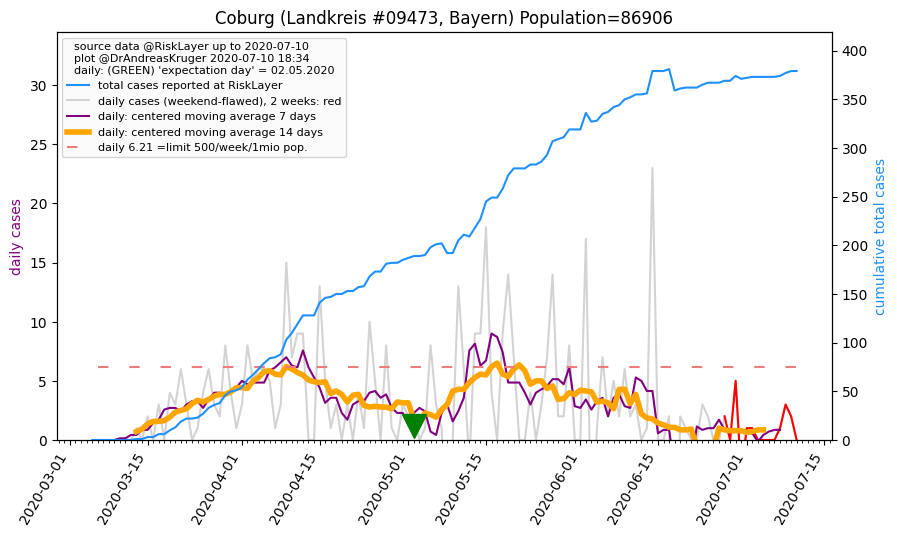 Coburg (Landkreis #09473, Bayern) Population=86906
source data @RiskLayer up to 2020-07-10
plot @DrAndreasKruger 2020-07-10 18:34
daily: (GREEN) 'expectation day' = 02.05.2020
total cases reported at RiskLayer
daily cases (weekend-flawed), 2 weeks: red
daily: centered moving average 7 days
daily: centered moving average 14 days
daily 6.21 =limit 500/week/1mio pop.
daily cases
30
25
20
15
10
5
0
cumulative total cases
400
350
300
250
200
150
100
50
0
2020-03-01
2020-03-15
2020-04-01
2020-04-15
2020-05-01
2020-05-15
2020-06-01
2020-06-15
2020-07-01
2020-07-15